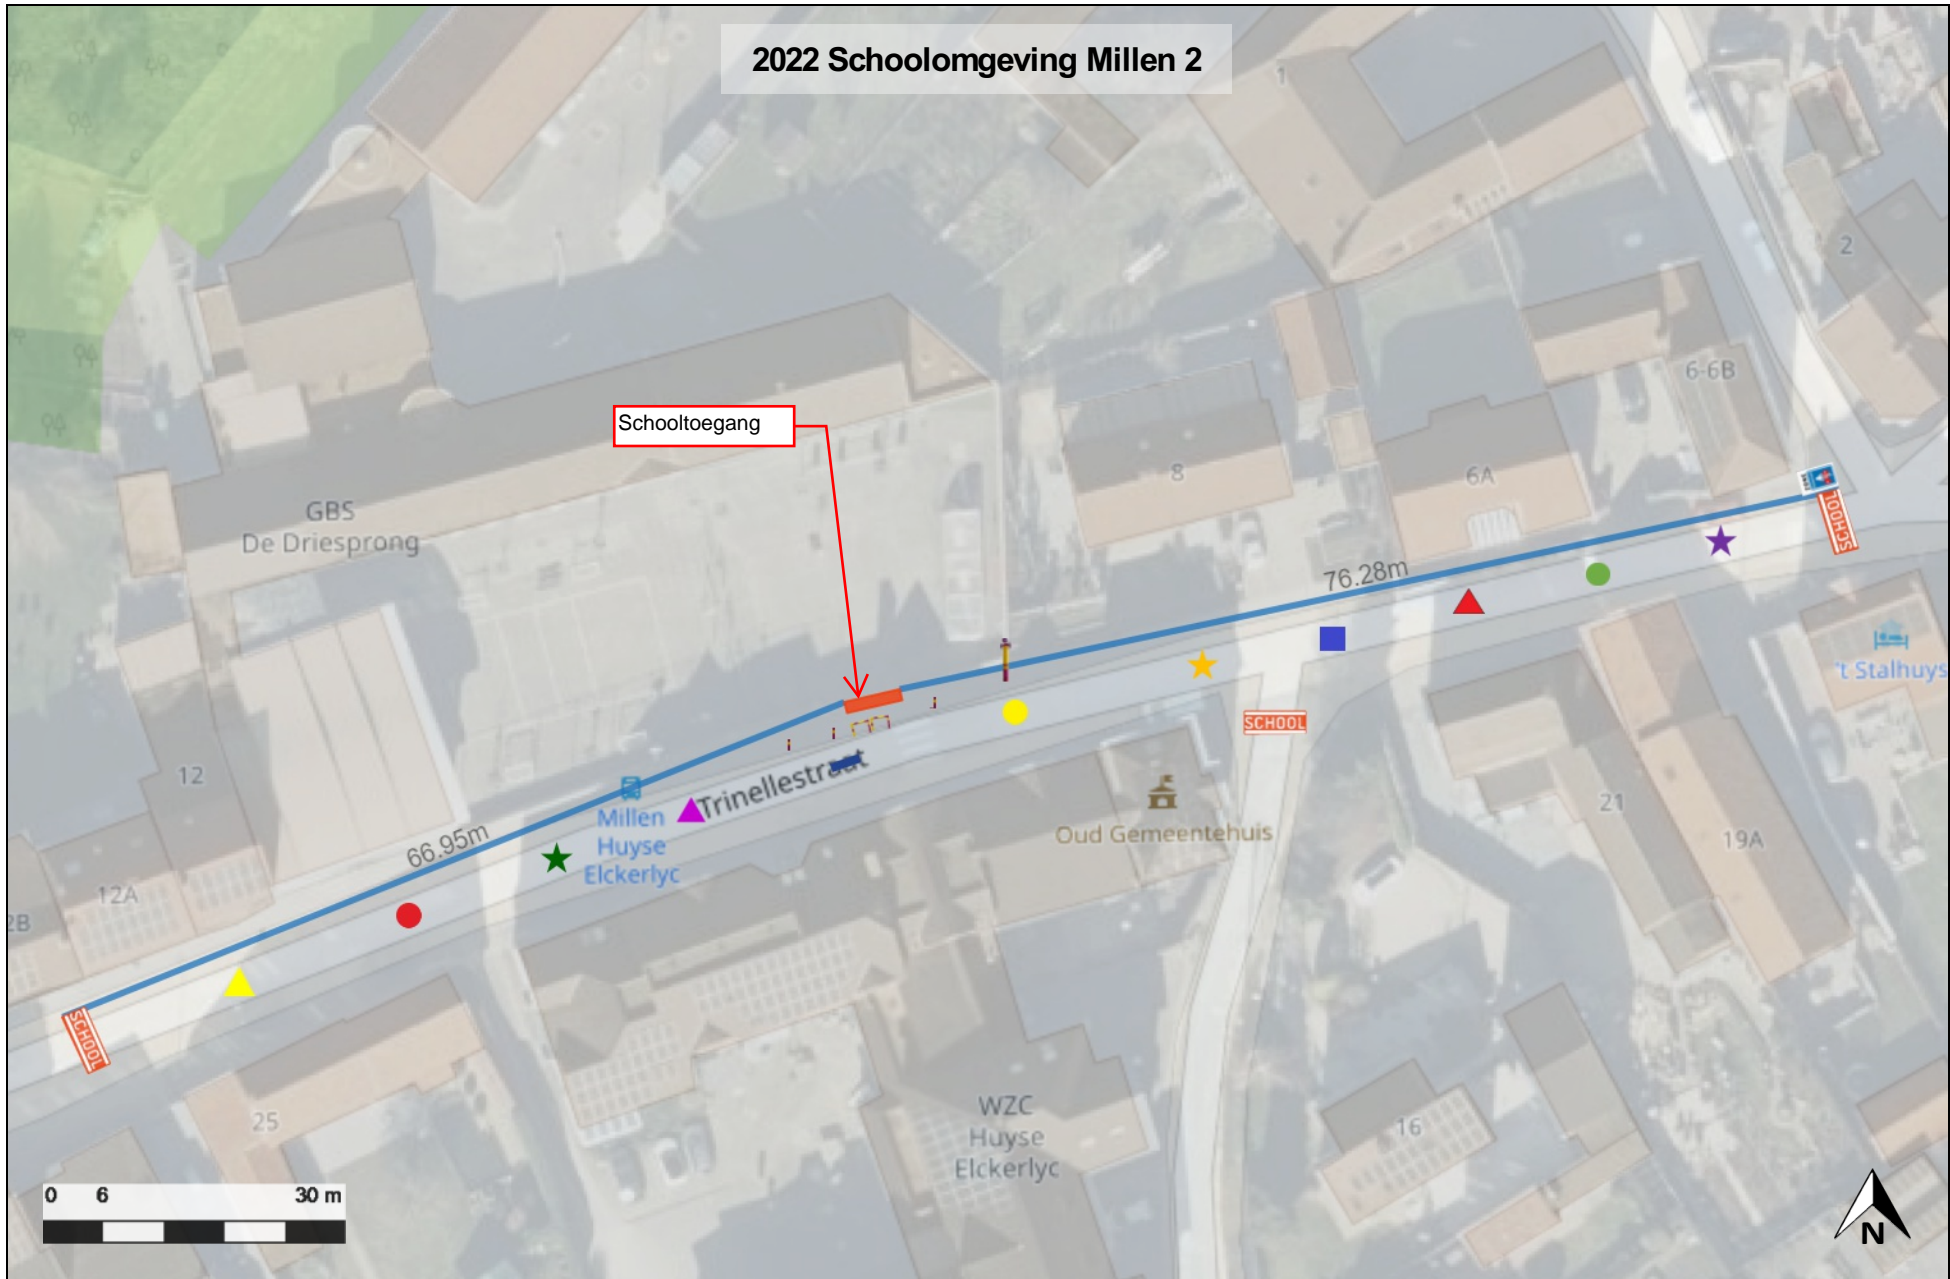 2022 Schoolomgeving Millen 2
1
2
6-6B
Schooltoegang
8
6A
GBS
De Driesprong
SCHOOL
76.28m
't Stalhuys
SCHOOL
12
Trinellestraat
Millen
Huyse
Elckerlyc
66.95m
Oud Gemeentehuis
21
19A
12A
2B
SCHOOL
25
WZC
Huyse
Elckerlyc
16
0 6 30 m
N